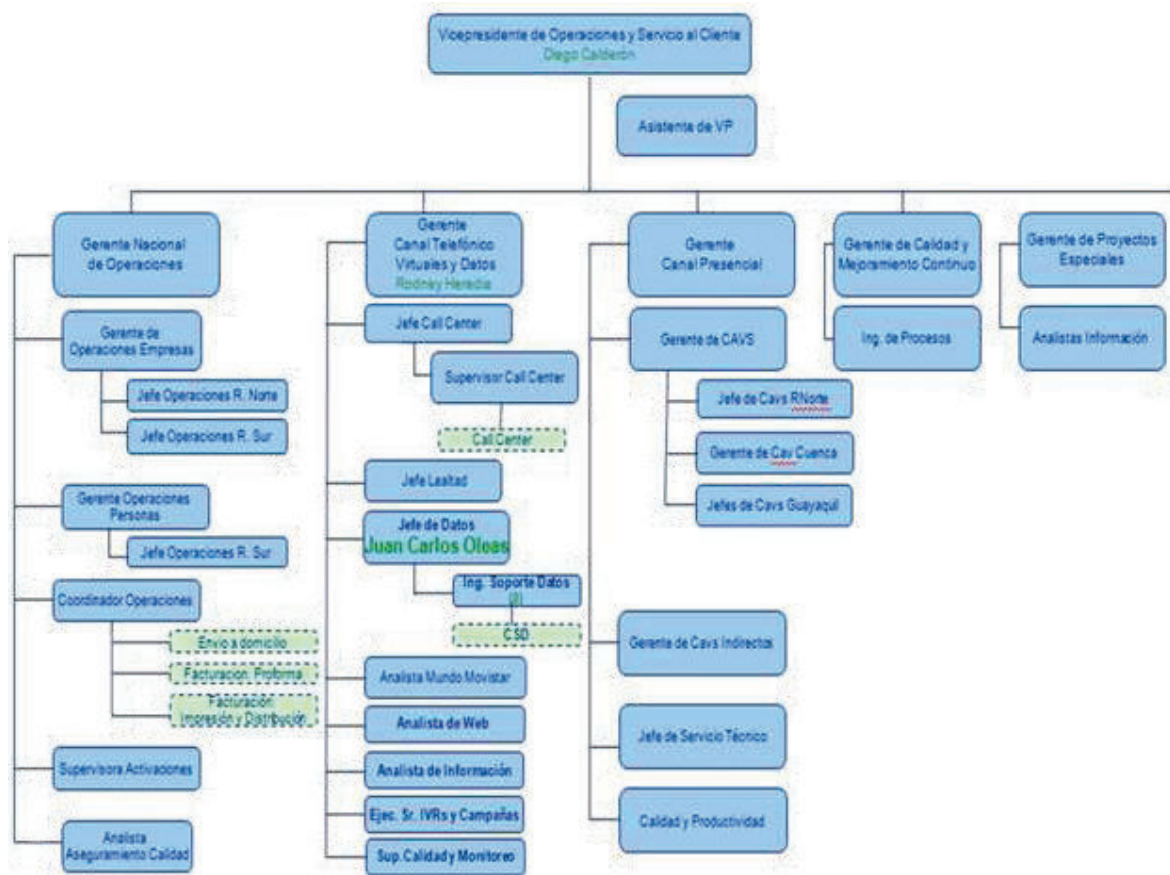 Vicepresidente de Operaciones y Servicio al Cliente
Diego Calderón
Asistente de VP
Gerente Nacional
de Operaciones
Gerente de
Operaciones Empresas
Jefe Operaciones R. Norte
Jefe Operaciones R. Sur
Gerente Operaciones
Personas
Jefe Operaciones R. Sur
Coordinador Operaciones
Envio a domicilio
Facturacion. Proforma
Facturación.
Impresión y Distribución
Supervisora Activaciones
Analista
Aseguramiento Calidad
Gerente
Canal Telefónico
Virtuales y Datos
Rodney Heredia
Jefe Call Center
Supervisor Call Center
Call Center
Jefe Lealtad
Jefe de Datos
Juan Carlos Oleas
Ing. Soporte Datos
CSD
Analista Mundo Movistar
Analista de Web
Analista de Información
Ejec. Sr. IVRs y Campañas
Sup. Calidad y Monitoreo
Gerente
Canal Presencial
Gerente de CAVS
Jefe de Cavs RNorte
Gerente de Cav Cuenca
Jefes de Cavs Guayaquil
Gerente de Cavs Indirectos
Jefe de Servicio Técnico
Calidad y Productividad
Gerente de Calidad y
Mejoramiento Continuo
Ing. de Procesos
Gerente de Proyectos
Especiales
Analistas Información